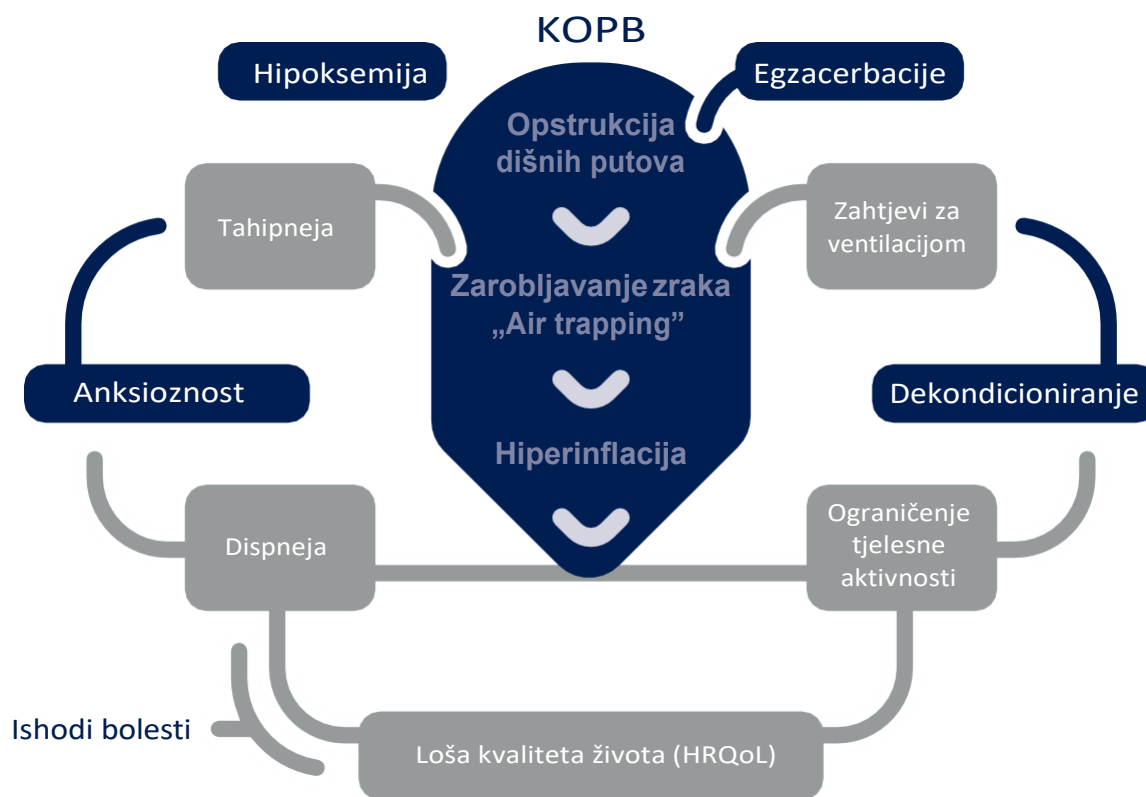 KOPB
Hipoksemija
Egzacerbacije
Opstrukcija
dišnih putova
Tahipneja
Zahtjevi za
ventilacijom
Zarobljavanje zraka
„Air trapping”
Anksioznost
Dekondicioniranje
Hiperinflacija
Dispneja
Ograničenje
tjelesne
aktivnosti
Ishodi bolesti
Loša kvaliteta života (HRQoL)